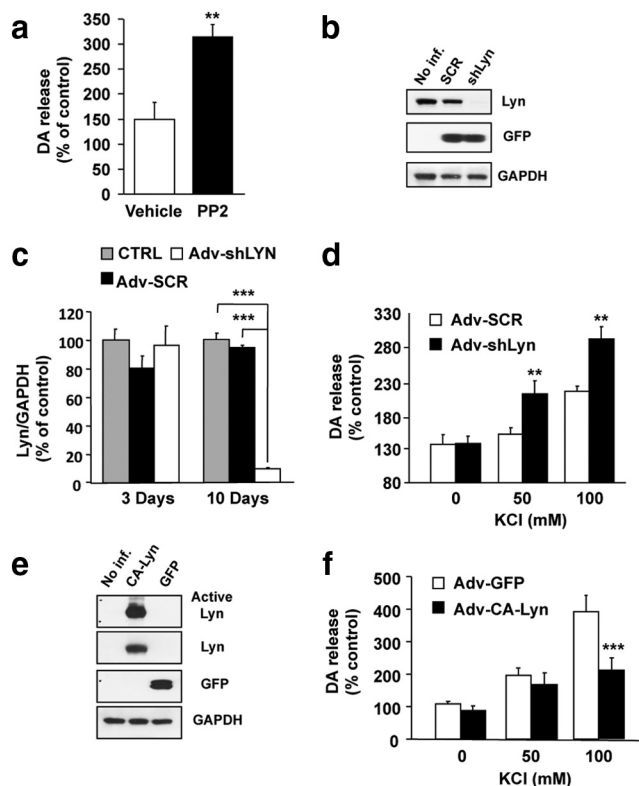 a
DA release
(% of control)
350
300
250
200
150
100
50
0
**
Vehicle PP2
b
No inf. SCR shLyn
Lyn
GFP
GAPDH
c
CTRL Adv-shLYN
Adv-SCR
Lyn/GAPDH
(% of control)
120
100
80
60
40
20
0
***
***
3 Days 10 Days
d
Adv-SCR
Adv-shLyn
DA release
(% control)
330
280
230
180
130
80
**
**
0 50 100
KCl (mM)
e
No inf. CA-Lyn GFP
Active
Lyn
Lyn
GFP
GAPDH
f
Adv-GFP
Adv-CA-Lyn
DA release
(% control)
500
400
300
200
100
0
***
0 50 100
KCl (mM)